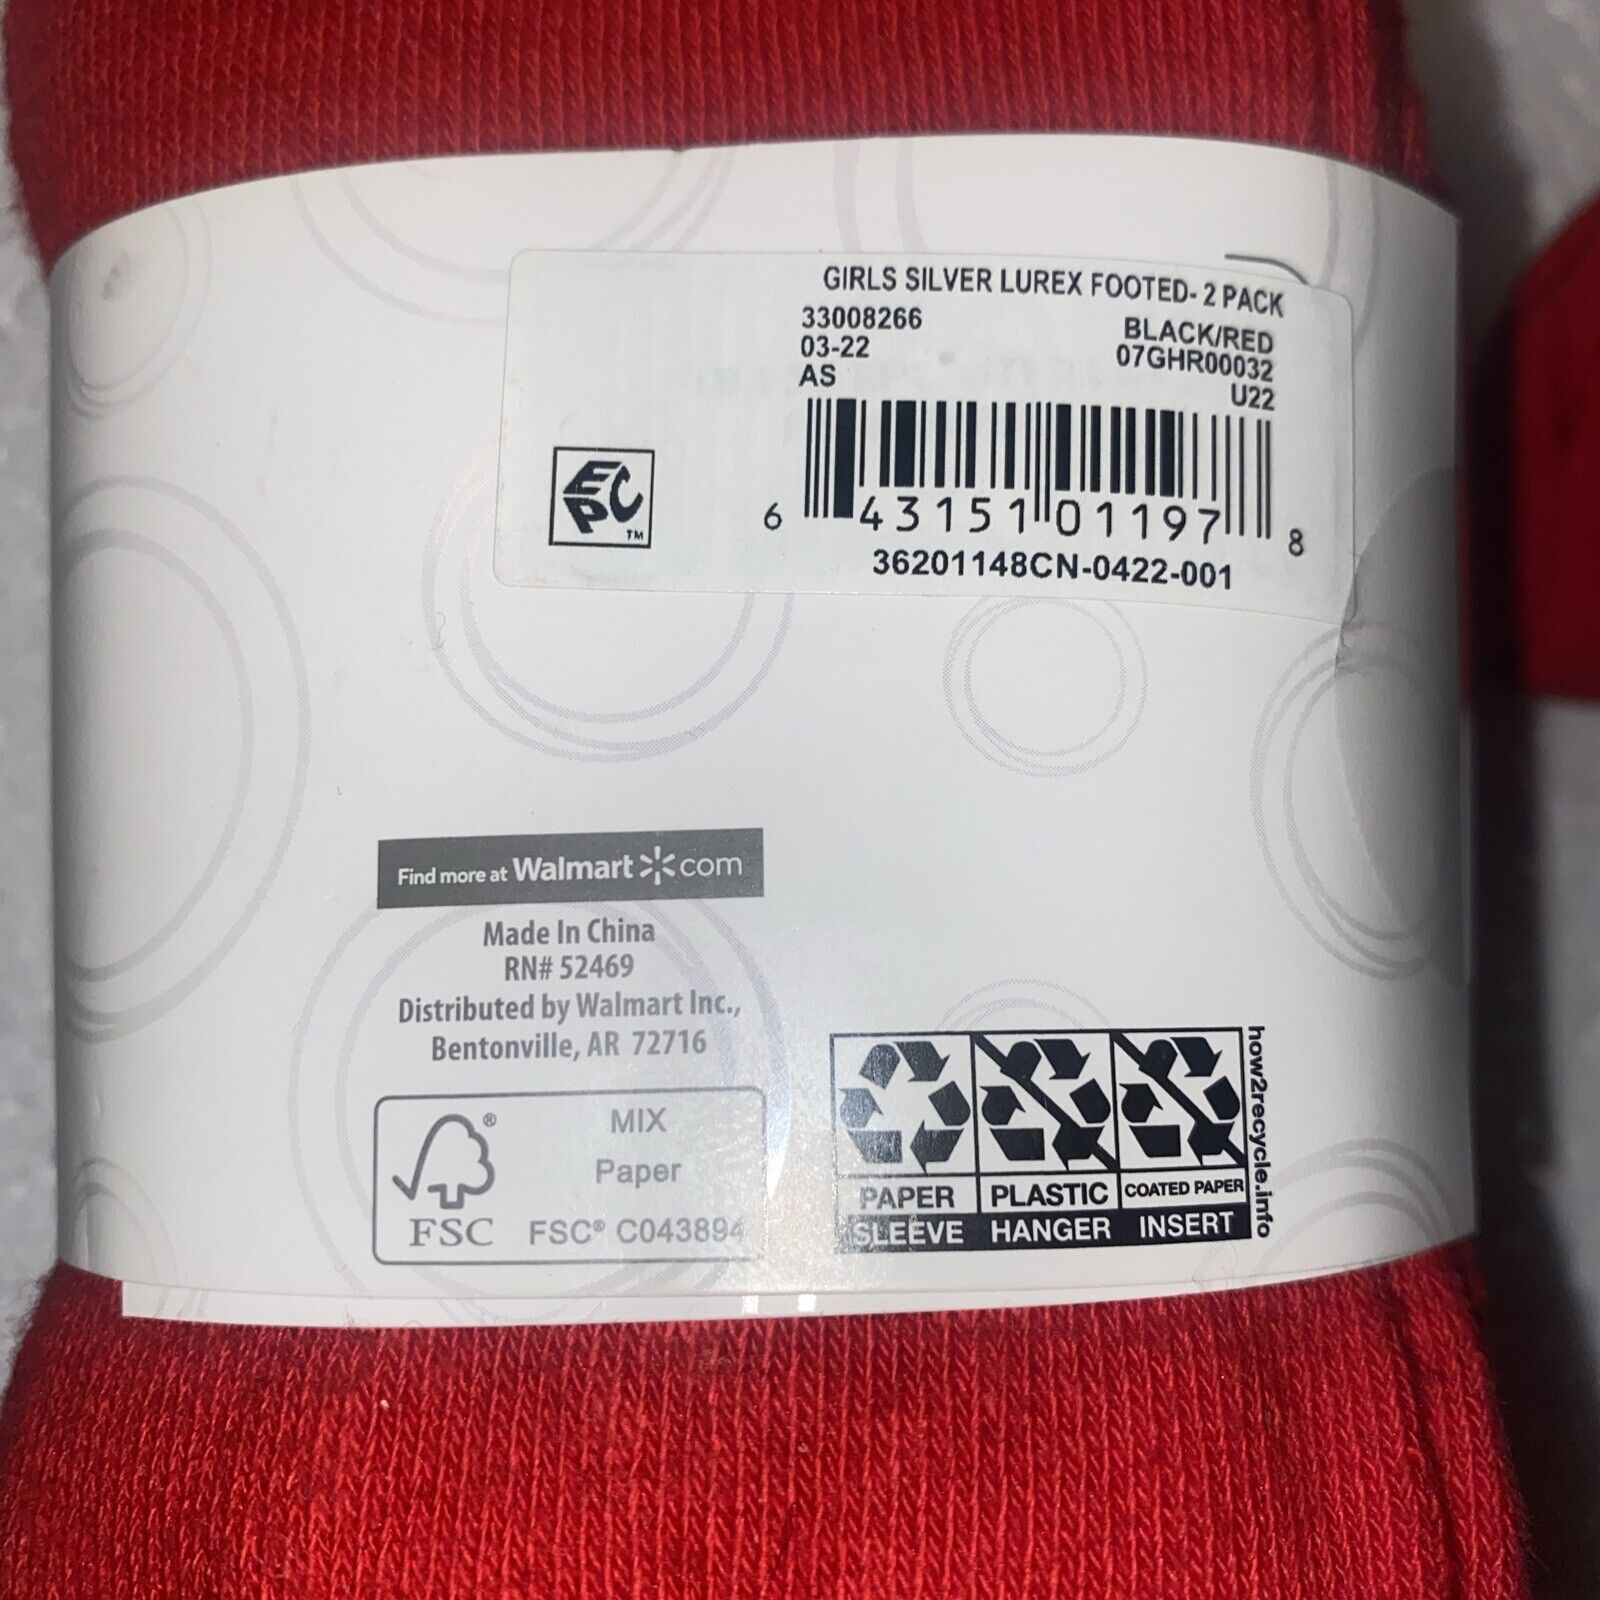 GIRLS SILVER LUREX FOOTED- 2 PACK
33008266 BLACK/RED
03-22 07GHR00032
AS U22
6 43151 01197 8
36201148CN-0422-001
EPC TM
Find more at Walmart com
Made In China
RN# 52469
Distributed by Walmart Inc.,
Bentonville, AR 72716
MIX
Paper
FSC® C043894
FSC ®
PAPER PLASTIC COATED PAPER
SLEEVE HANGER INSERT
how2recycle.info